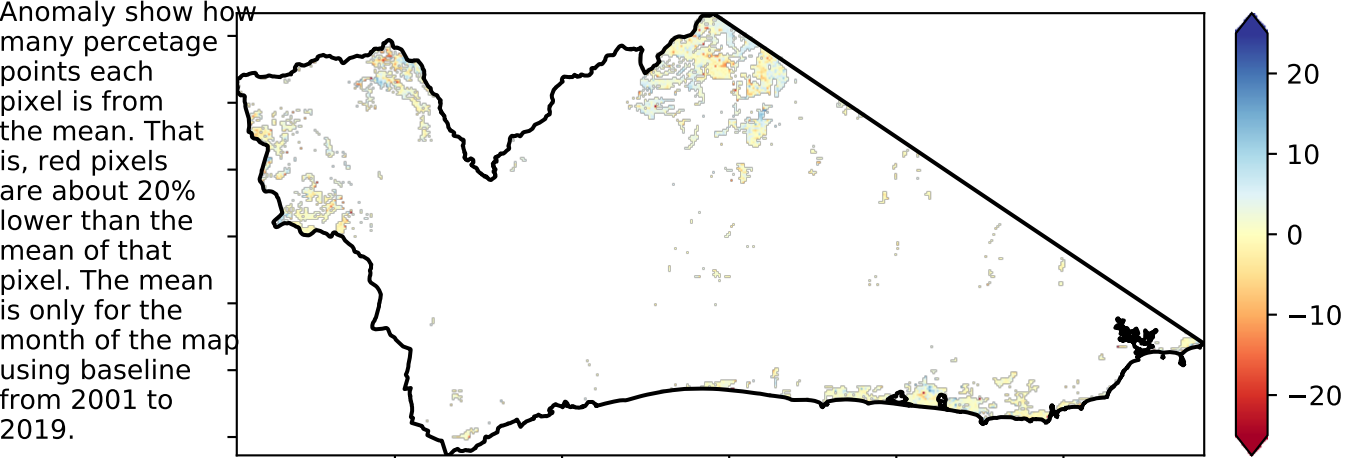 Anomaly show how
many percetage
points each
pixel is from
the mean. That
is, red pixels
are about 20%
lower than the
mean of that
pixel. The mean
is only for the
month of the map
using baseline
from 2001 to
2019.
20
10
0
−10
−20